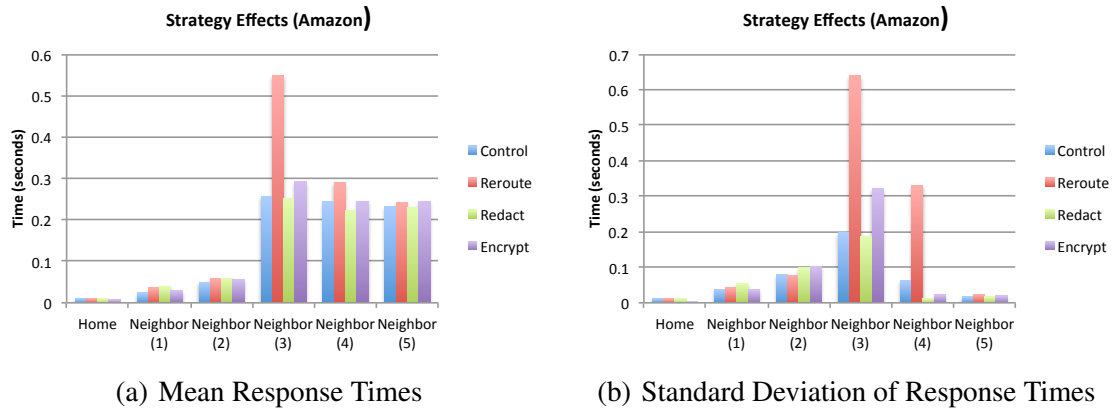 Strategy Effects (Amazon)
0.6
0.5
0.4
0.3
0.2
0.1
0
Time (seconds)
Home
Neighbor (1)
Neighbor (2)
Neighbor (3)
Neighbor (4)
Neighbor (5)
Control
Reroute
Redact
Encrypt
(a) Mean Response Times
Strategy Effects (Amazon)
0.7
0.6
0.5
0.4
0.3
0.2
0.1
0
Time (seconds)
Home
Neighbor (1)
Neighbor (2)
Neighbor (3)
Neighbor (4)
Neighbor (5)
Control
Reroute
Redact
Encrypt
(b) Standard Deviation of Response Times